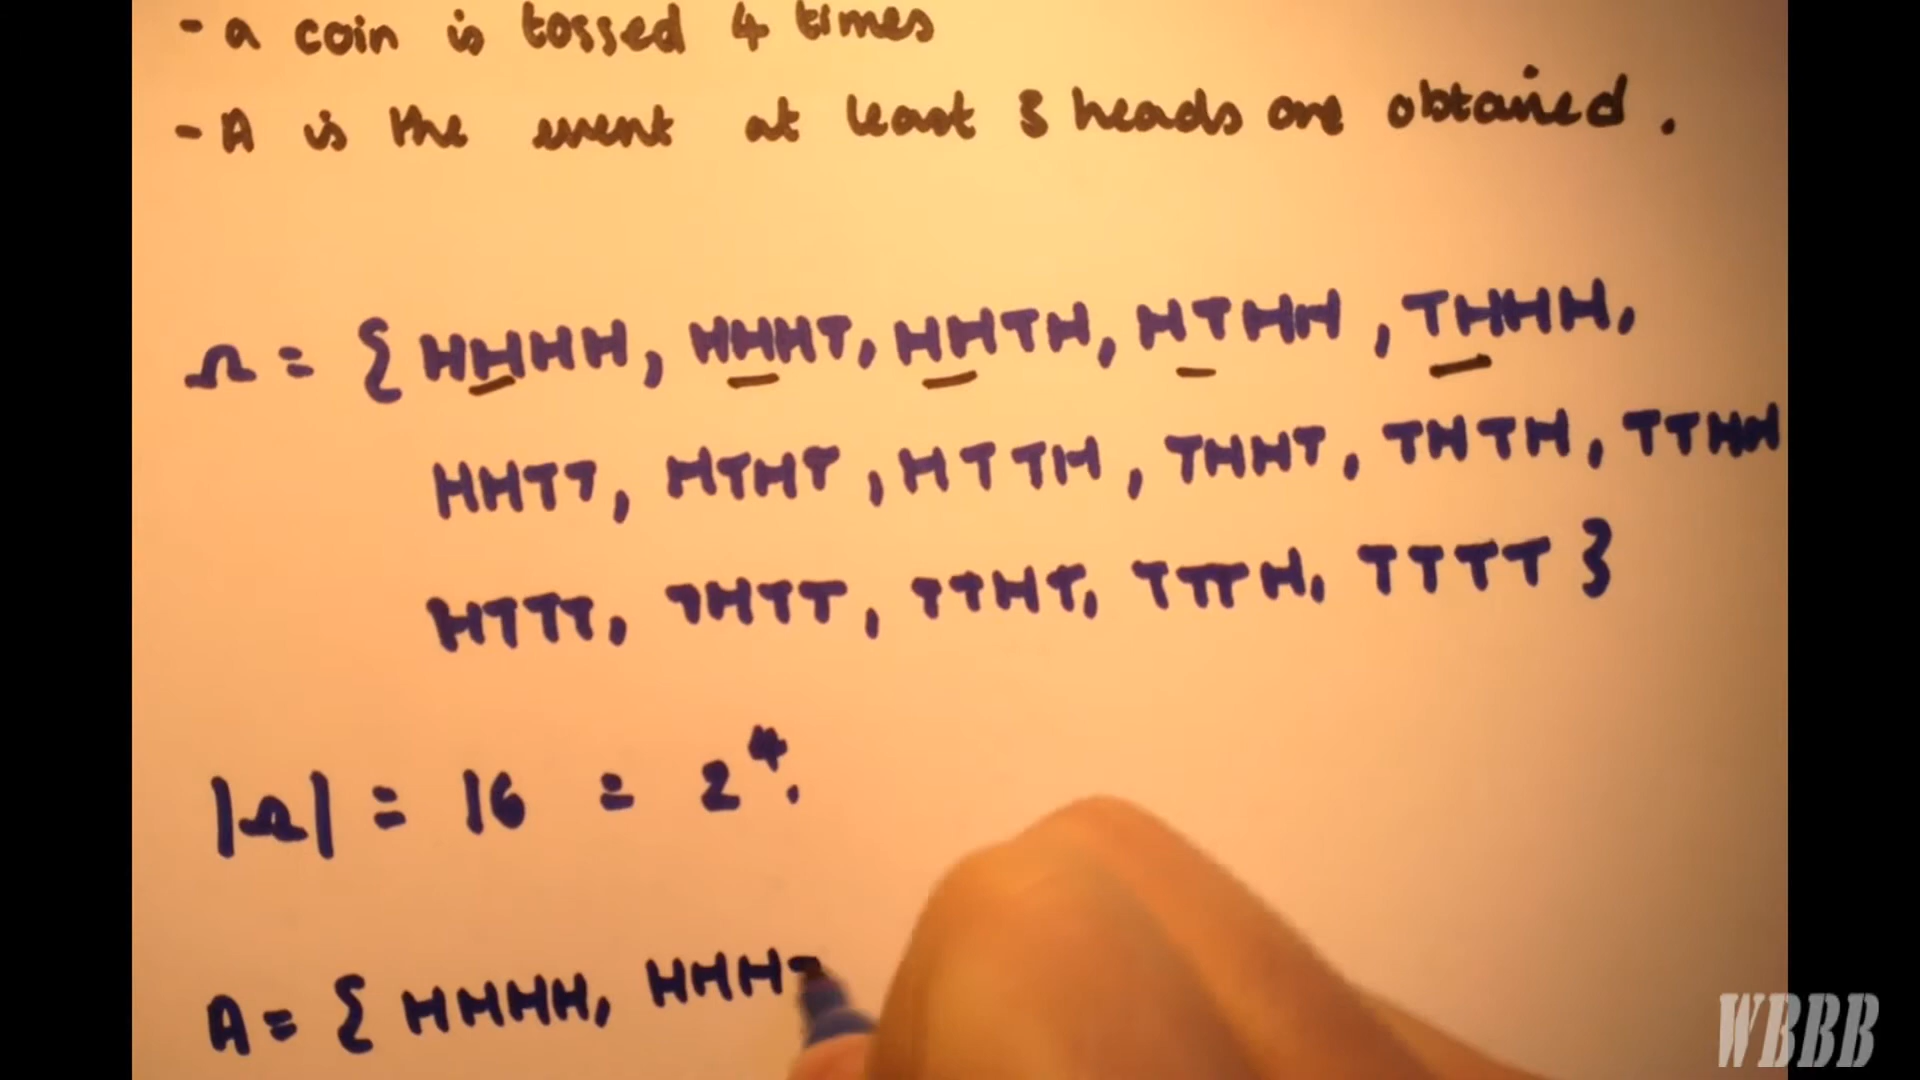 - a coin is tossed 4 times
- A is the event at least 3 heads are obtained.
Ω = { HHHH, HHHT, HHTH, HTHH, THHH,
HHTT, HTHT, HTTH, THHT, THTH, TTHH
HTTT, THTT, TTHT, TTTH, TTTT }
|Ω| = 16 = 2⁴.
A = { HHHH, HHHT
WBBB